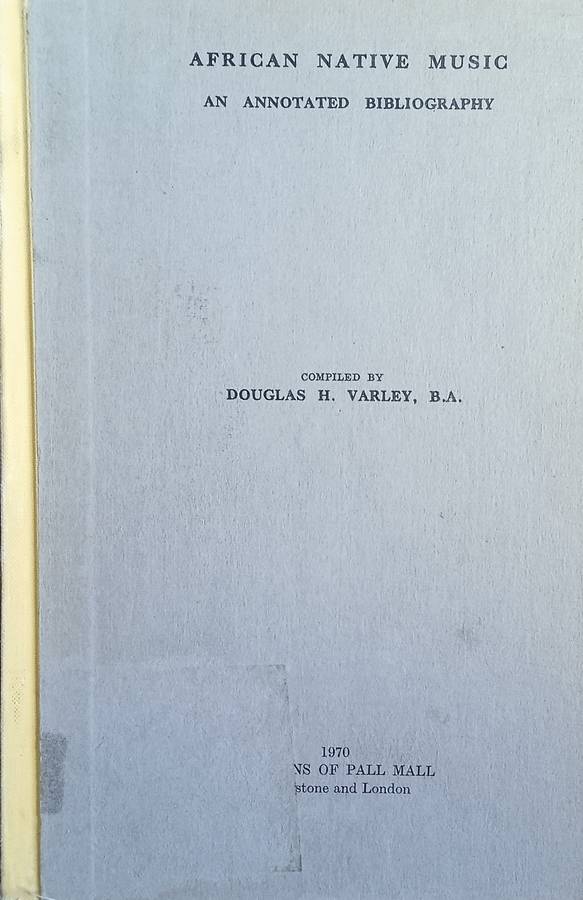 AFRICAN NATIVE MUSIC
AN ANNOTATED BIBLIOGRAPHY
COMPILED BY
DOUGLAS H. VARLEY, B.A.
1970
NS OF PALL MALL
stone and London